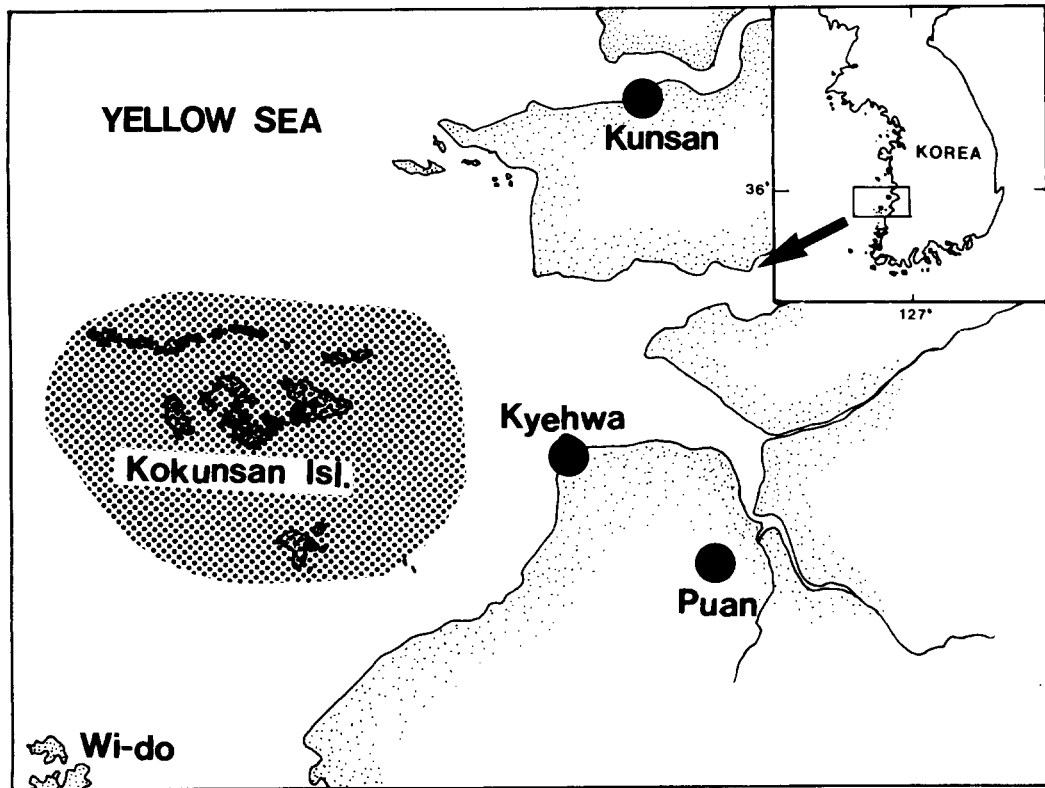 YELLOW SEA
Kunsan
KOREA
36°
127°
Kyehwa
Kokunsan Isl.
Puan
Wi-do